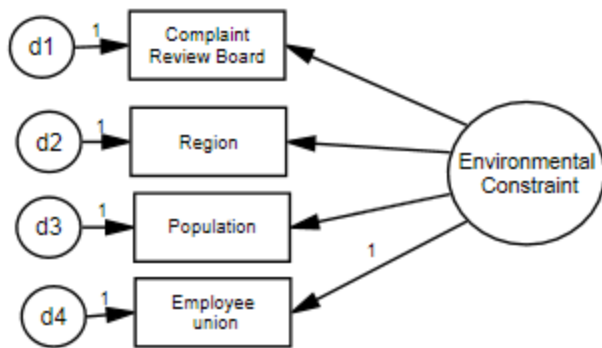 d1
1
Complaint
Review Board
d2
1
Region
Environmental
Constraint
d3
1
Population
1
d4
1
Employee
union